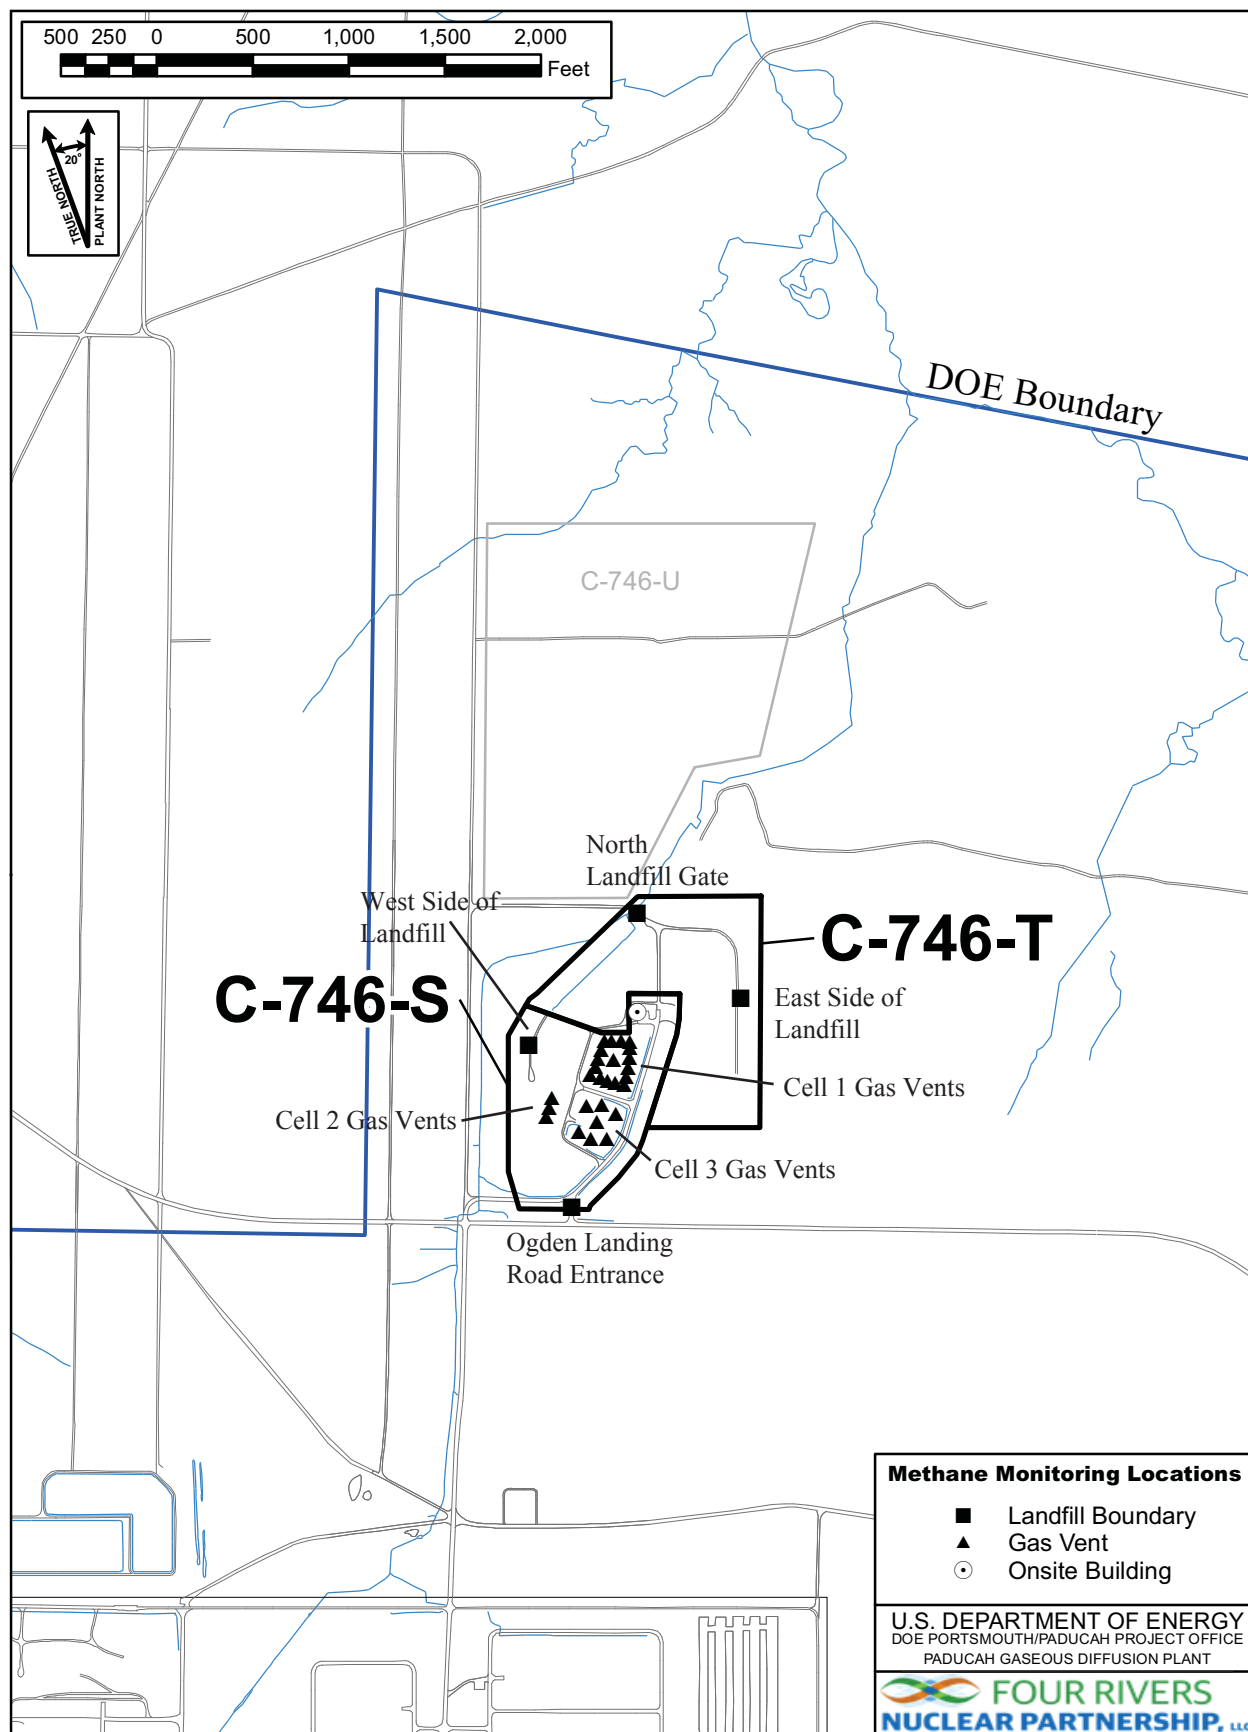 500 250 0 500 1,000 1,500 2,000
Feet
20°
TRUE NORTH
PLANT NORTH
DOE Boundary
C-746-U
North
Landfill Gate
West Side of
Landfill
C-746-T
C-746-S
East Side of
Landfill
Cell 1 Gas Vents
Cell 2 Gas Vents
Cell 3 Gas Vents
Ogden Landing
Road Entrance
Methane Monitoring Locations
Landfill Boundary
Gas Vent
Onsite Building
U.S. DEPARTMENT OF ENERGY
DOE PORTSMOUTH/PADUCAH PROJECT OFFICE
PADUCAH GASEOUS DIFFUSION PLANT
FOUR RIVERS
NUCLEAR PARTNERSHIP, LLC